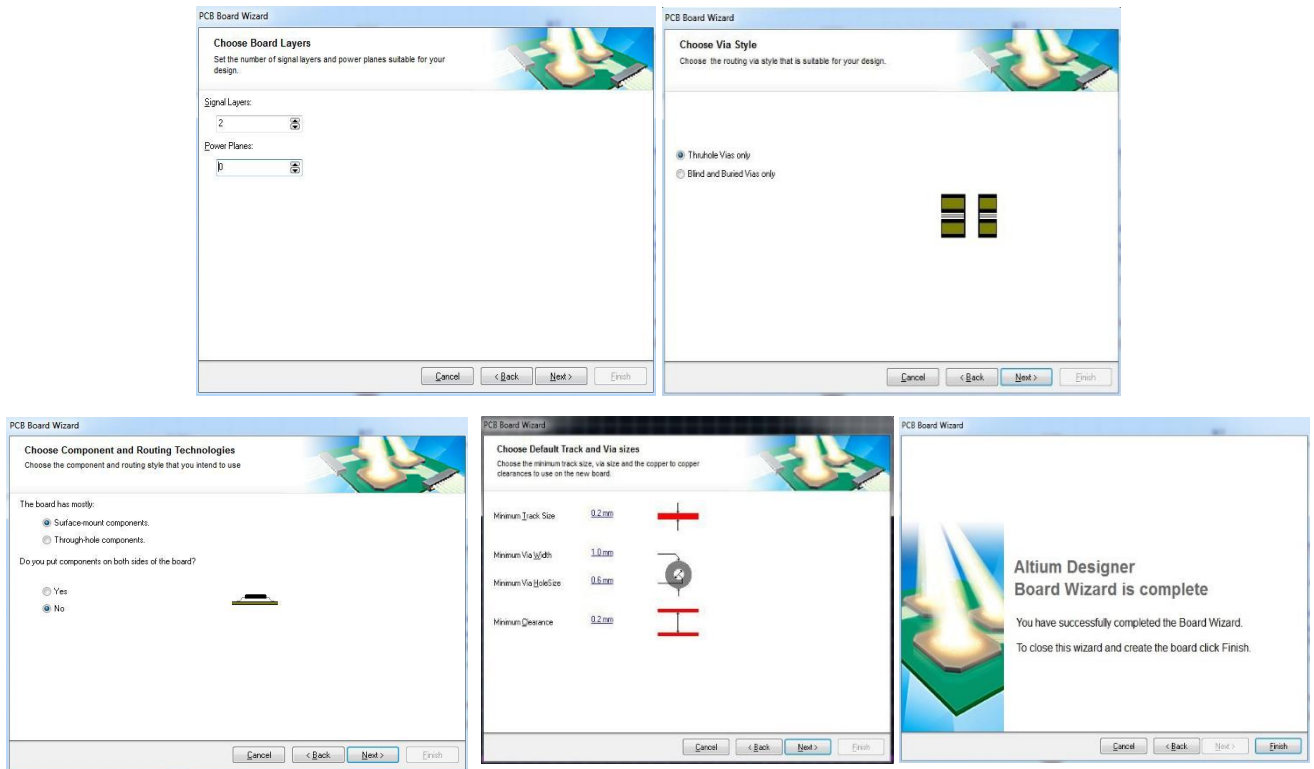 PCB Board Wizard
Choose Board Layers
Set the number of signal layers and power planes suitable for your
design.
Signal Layers:
2
Power Planes:
0
Cancel
< Back
Next >
Finish
PCB Board Wizard
Choose Via Style
Choose the routing via style that is suitable for your design.
Thruhole Vias only
Blind and Buried Vias only
Cancel
< Back
Next >
Finish
PCB Board Wizard
Choose Component and Routing Technologies
Choose the component and routing style that you intend to use
The board has mostly:
Surface-mount components.
Through-hole components.
Do you put components on both sides of the board?
Yes
No
Cancel
< Back
Next >
Finish
PCB Board Wizard
Choose Default Track and Via sizes
Choose the minimum track size, via size and the copper to copper
clearances to use on the new board.
Minimum Track Size 0.2 mm
Minimum Via Width 1.0 mm
Minimum Via HoleSize 0.6 mm
Minimum Clearance 0.2 mm
Cancel
< Back
Next >
Finish
PCB Board Wizard
Altium Designer
Board Wizard is complete
You have successfully completed the Board Wizard.
To close this wizard and create the board click Finish.
Cancel
< Back
Next >
Finish